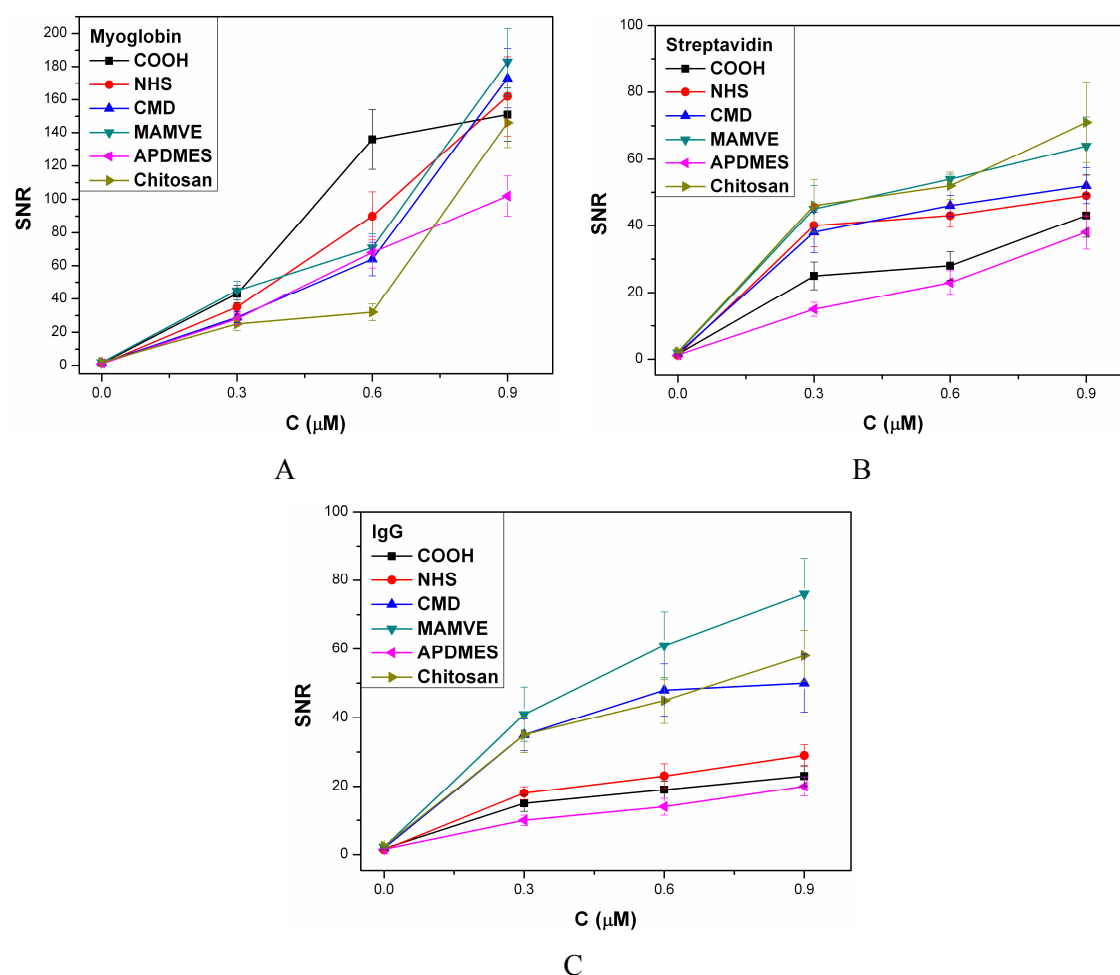 Myoglobin
COOH
NHS
CMD
MAMVE
APDMES
Chitosan
200
180
160
140
120
100
80
60
40
20
0
SNR
0.0 0.3 0.6 0.9
C (μM)
A
Streptavidin
COOH
NHS
CMD
MAMVE
APDMES
Chitosan
100
80
60
40
20
0
SNR
0.0 0.3 0.6 0.9
C (μM)
B
IgG
COOH
NHS
CMD
MAMVE
APDMES
Chitosan
100
80
60
40
20
0
SNR
0.0 0.3 0.6 0.9
C (μM)
C